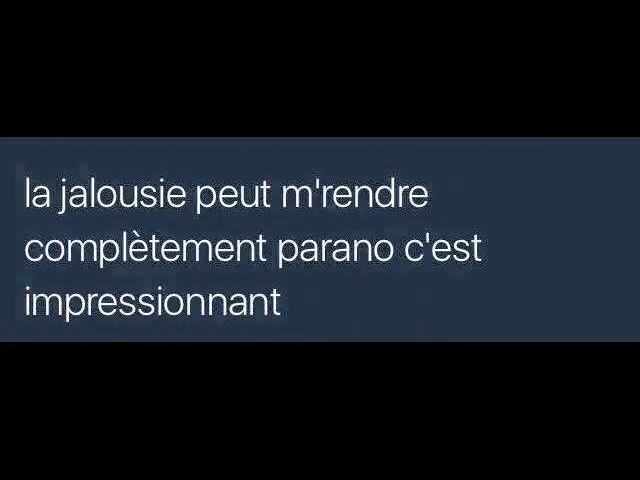 la jalousie peut m'rendre
complètement parano c'est
impressionnant